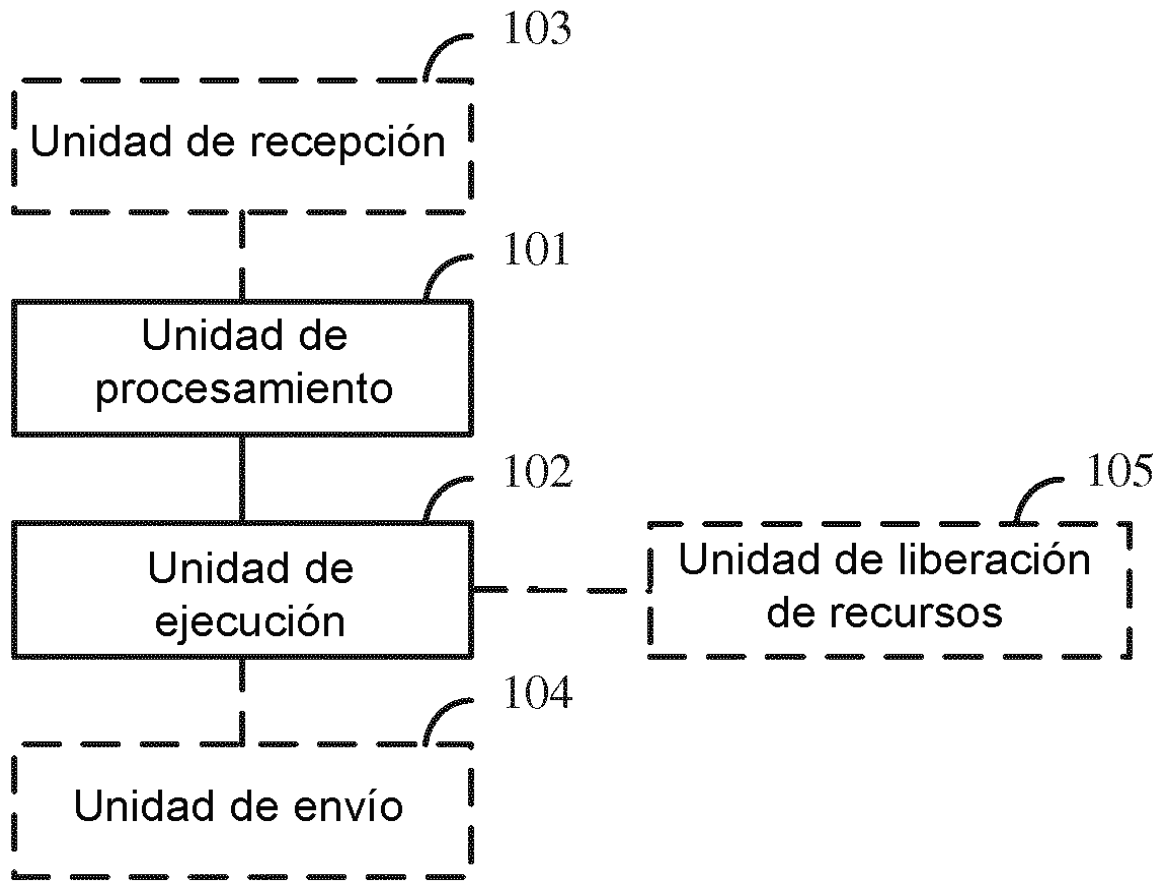 103
Unidad de recepción
101
Unidad de
procesamiento
102
Unidad de
ejecución
105
Unidad de liberación
de recursos
104
Unidad de envío